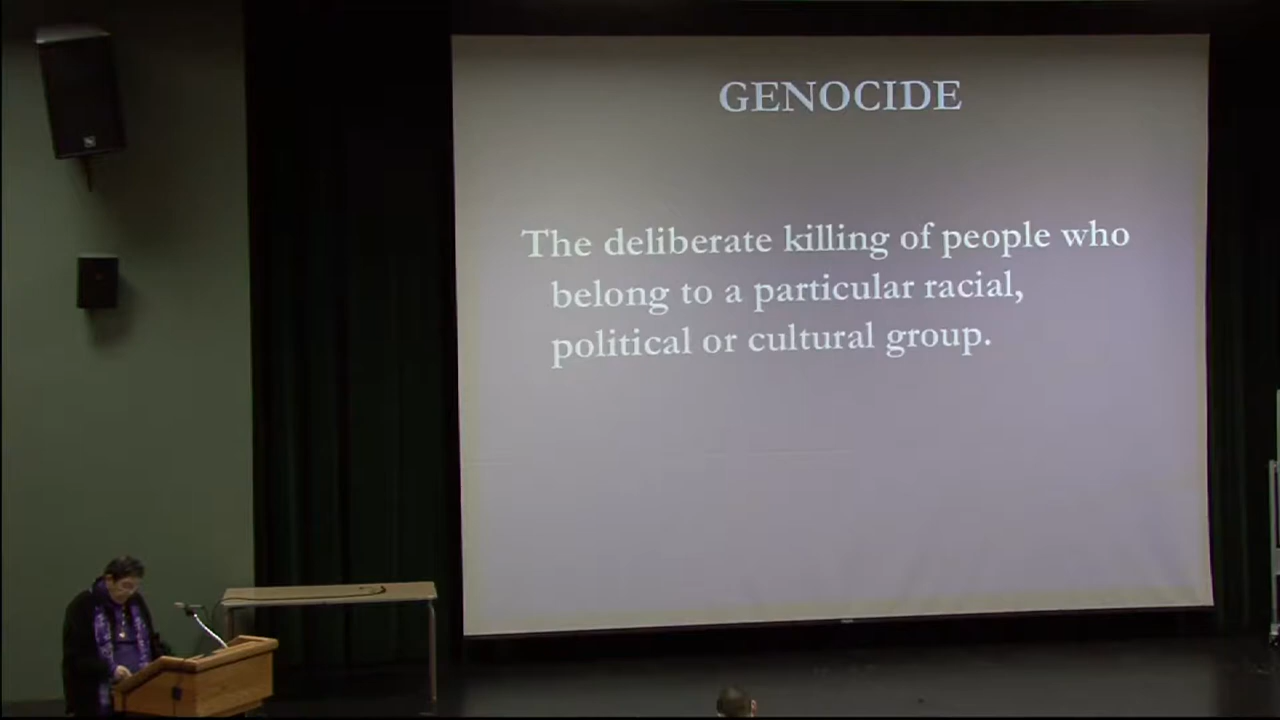 GENOCIDE
The deliberate killing of people who
belong to a particular racial,
political or cultural group.